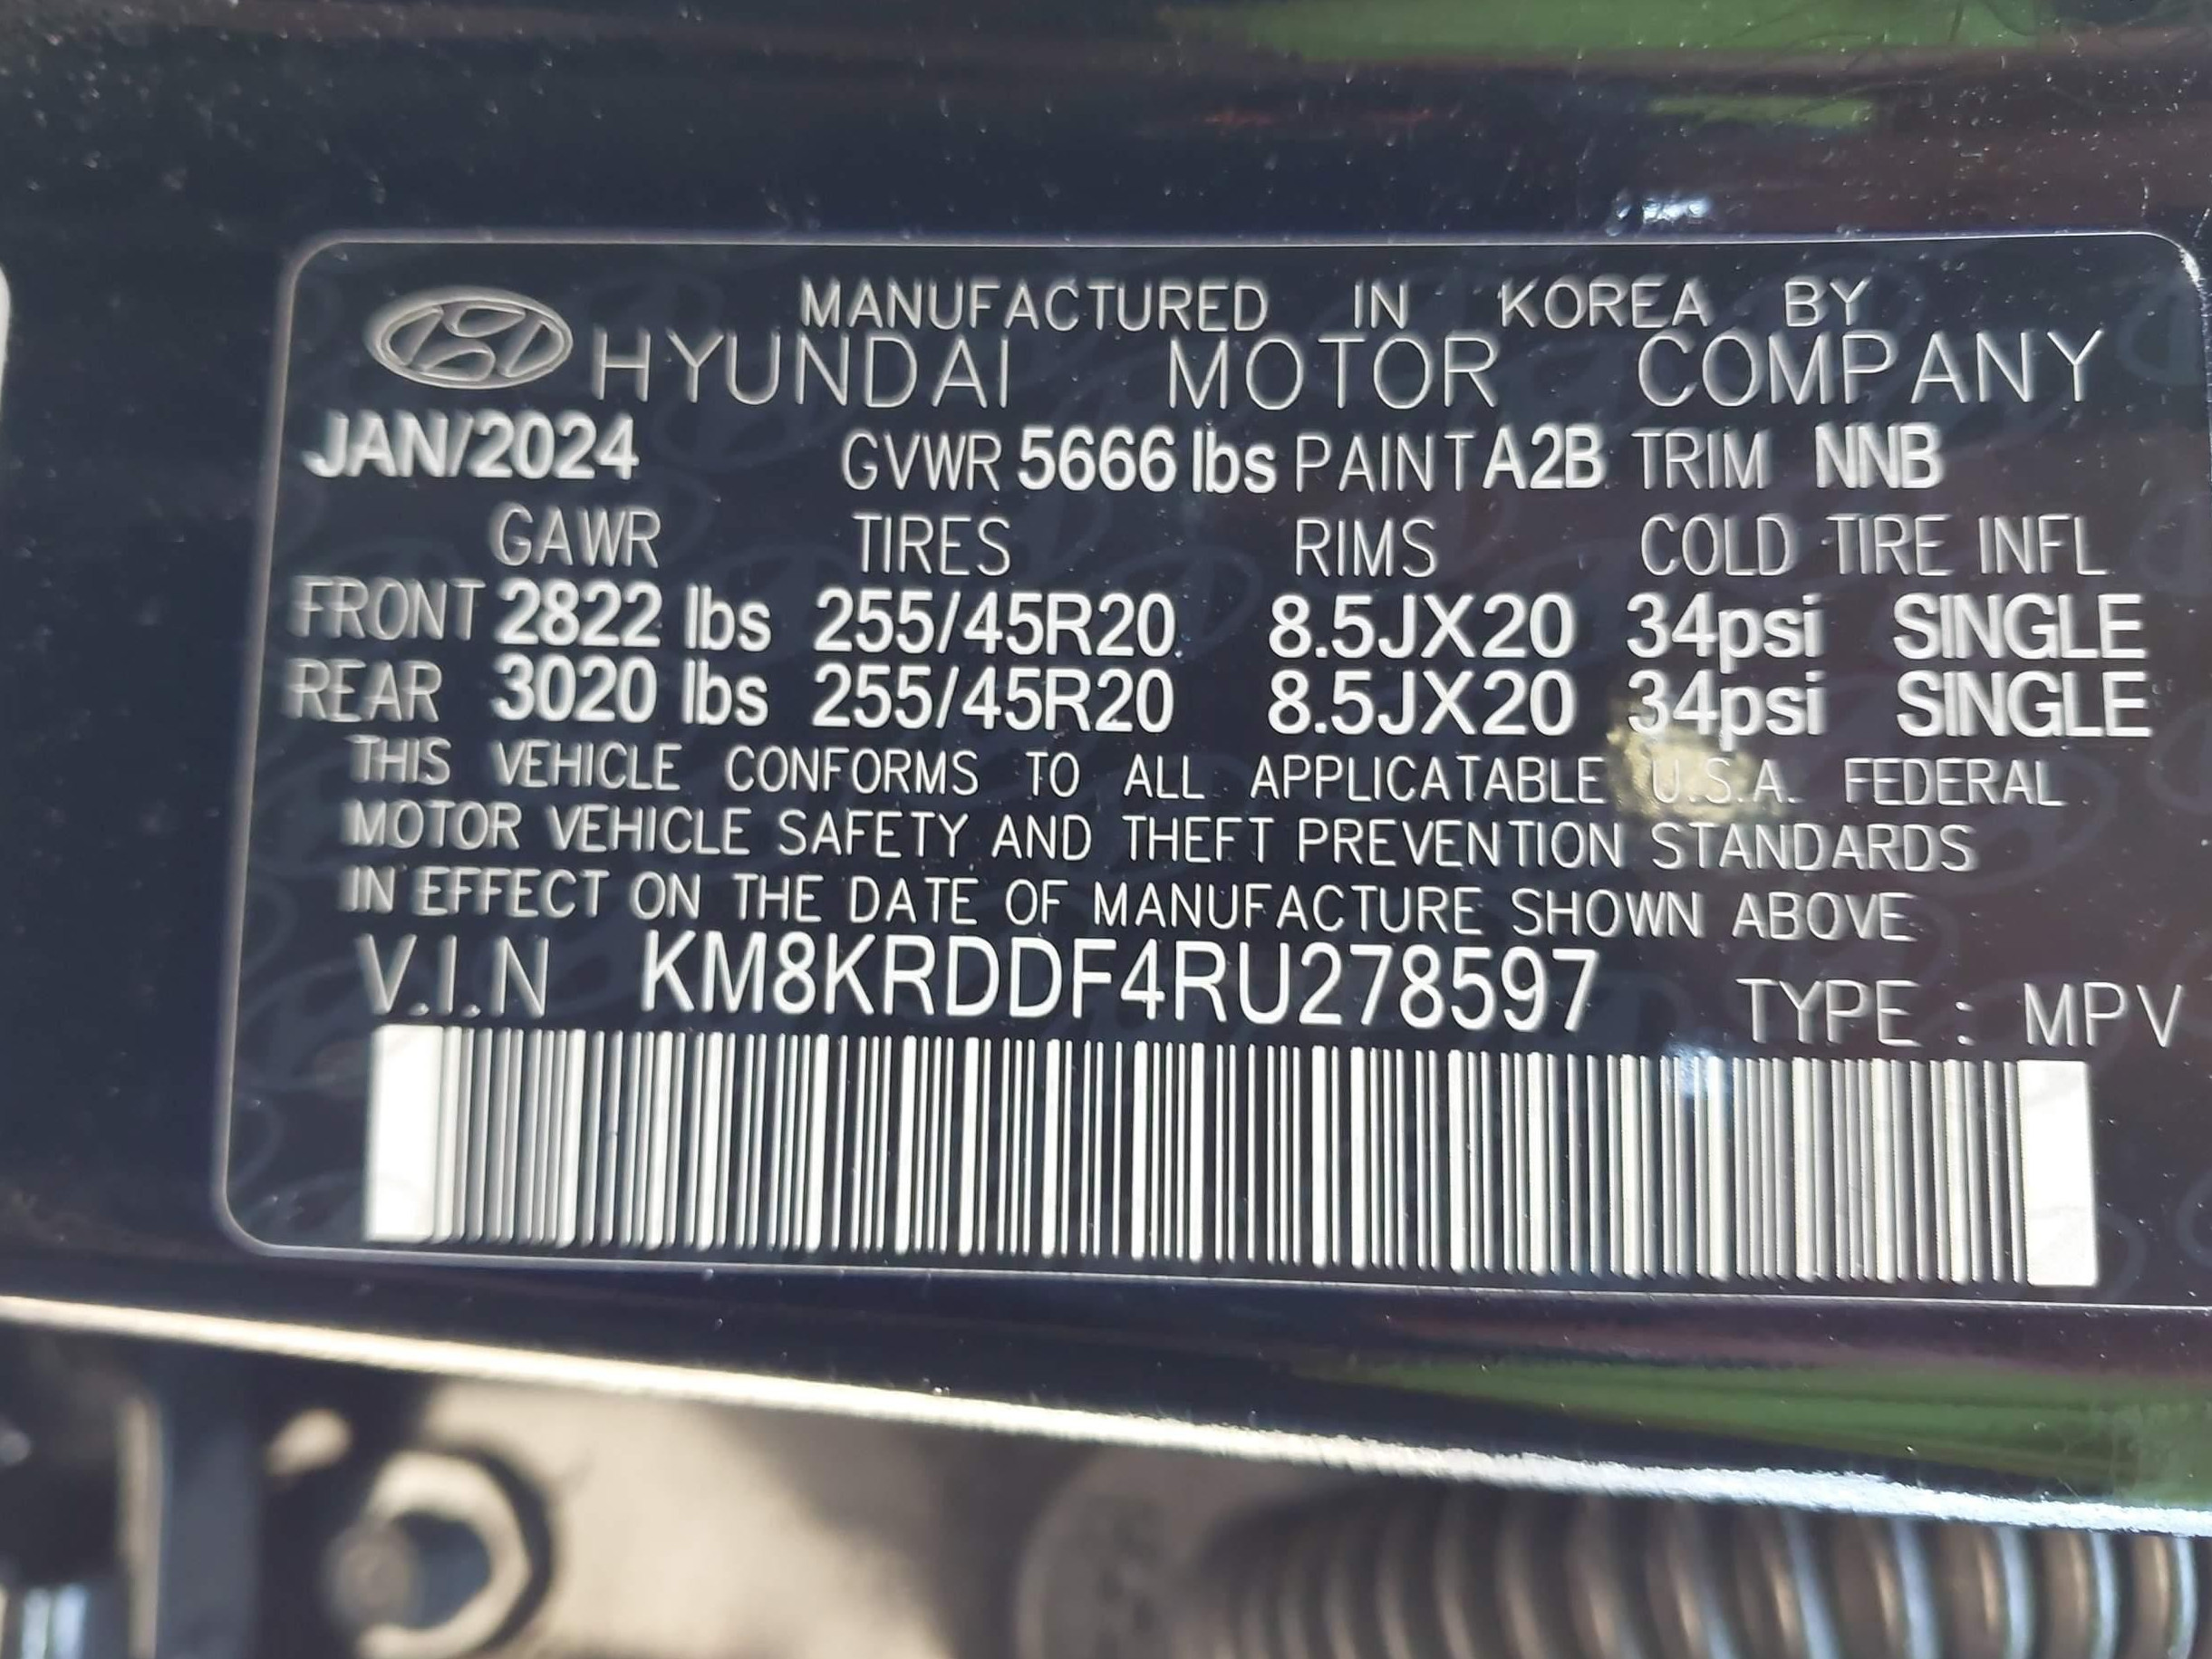 MANUFACTURED IN KOREA BY
HYUNDAI MOTOR COMPANY
JAN/2024 GVWR 5666 lbs PAINT A2B TRIM NNB
GAWR TIRES RIMS COLD TIRE INFL
FRONT 2822 lbs 255/45R20 8.5JX20 34psi SINGLE
REAR 3020 lbs 255/45R20 8.5JX20 34psi SINGLE
THIS VEHICLE CONFORMS TO ALL APPLICATABLE U.S.A. FEDERAL
MOTOR VEHICLE SAFETY AND THEFT PREVENTION STANDARDS
IN EFFECT ON THE DATE OF MANUFACTURE SHOWN ABOVE
V.I.N KM8KRDDF4RU278597 TYPE : MPV